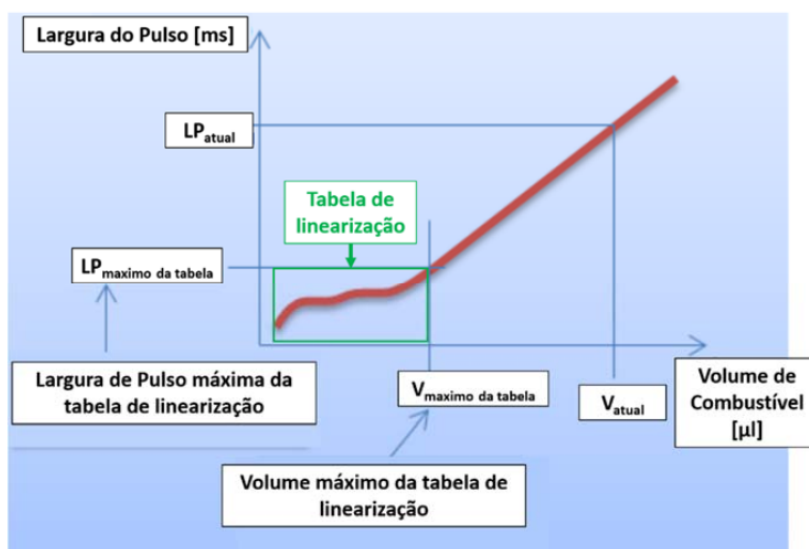 Largura do Pulso [ms]
LPatual
Tabela de
linearização
LPmaximo da tabela
Largura de Pulso máxima da
tabela de linearização
Vmaximo da tabela
Vatual
Volume de
Combustível
[µl]
Volume máximo da tabela de
linearização